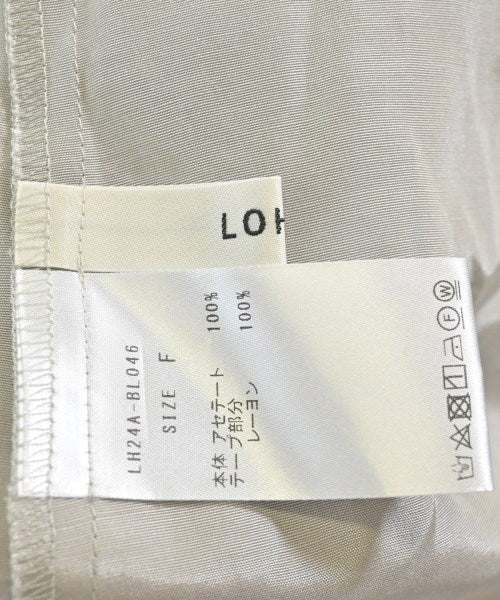 LOH
LH24A-BL046
SIZE F
本体 アセテート 100%
テープ部分
レーヨン 100%